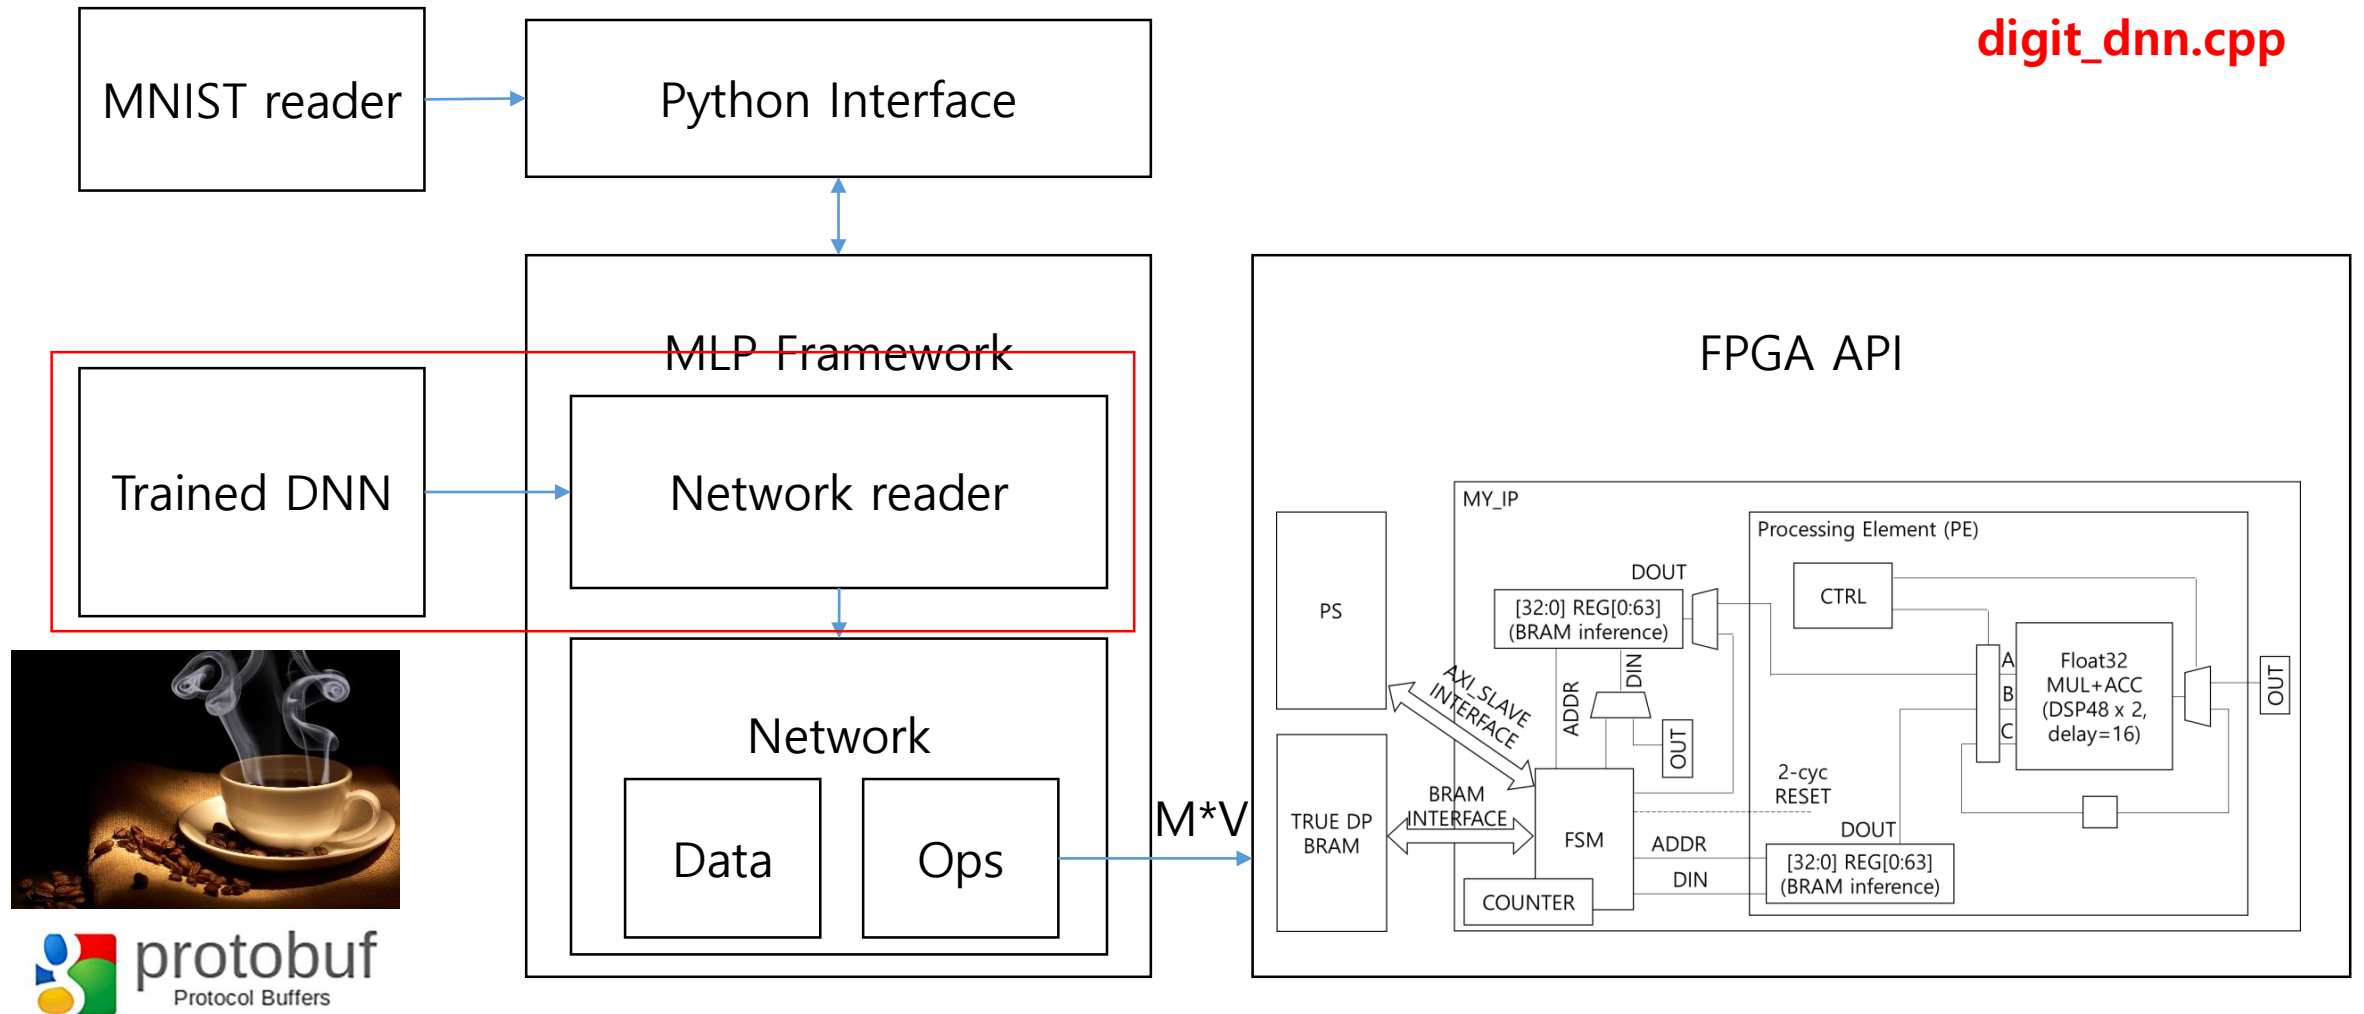 digit_dnn.cpp
MNIST reader
Python Interface
MLP Framework
FPGA API
Trained DNN
Network reader
Network
Data
Ops
M*V
PS
TRUE DP
BRAM
AXI_SLAVE
INTERFACE
BRAM
INTERFACE
MY_IP
DOUT
[32:0] REG[0:63]
(BRAM inference)
ADDR
DIN
OUT
FSM
COUNTER
Processing Element (PE)
CTRL
A
B
C
Float32
MUL+ACC
(DSP48 x 2,
delay=16)
OUT
2-cyc
RESET
ADDR
DIN
DOUT
[32:0] REG[0:63]
(BRAM inference)
protobuf
Protocol Buffers